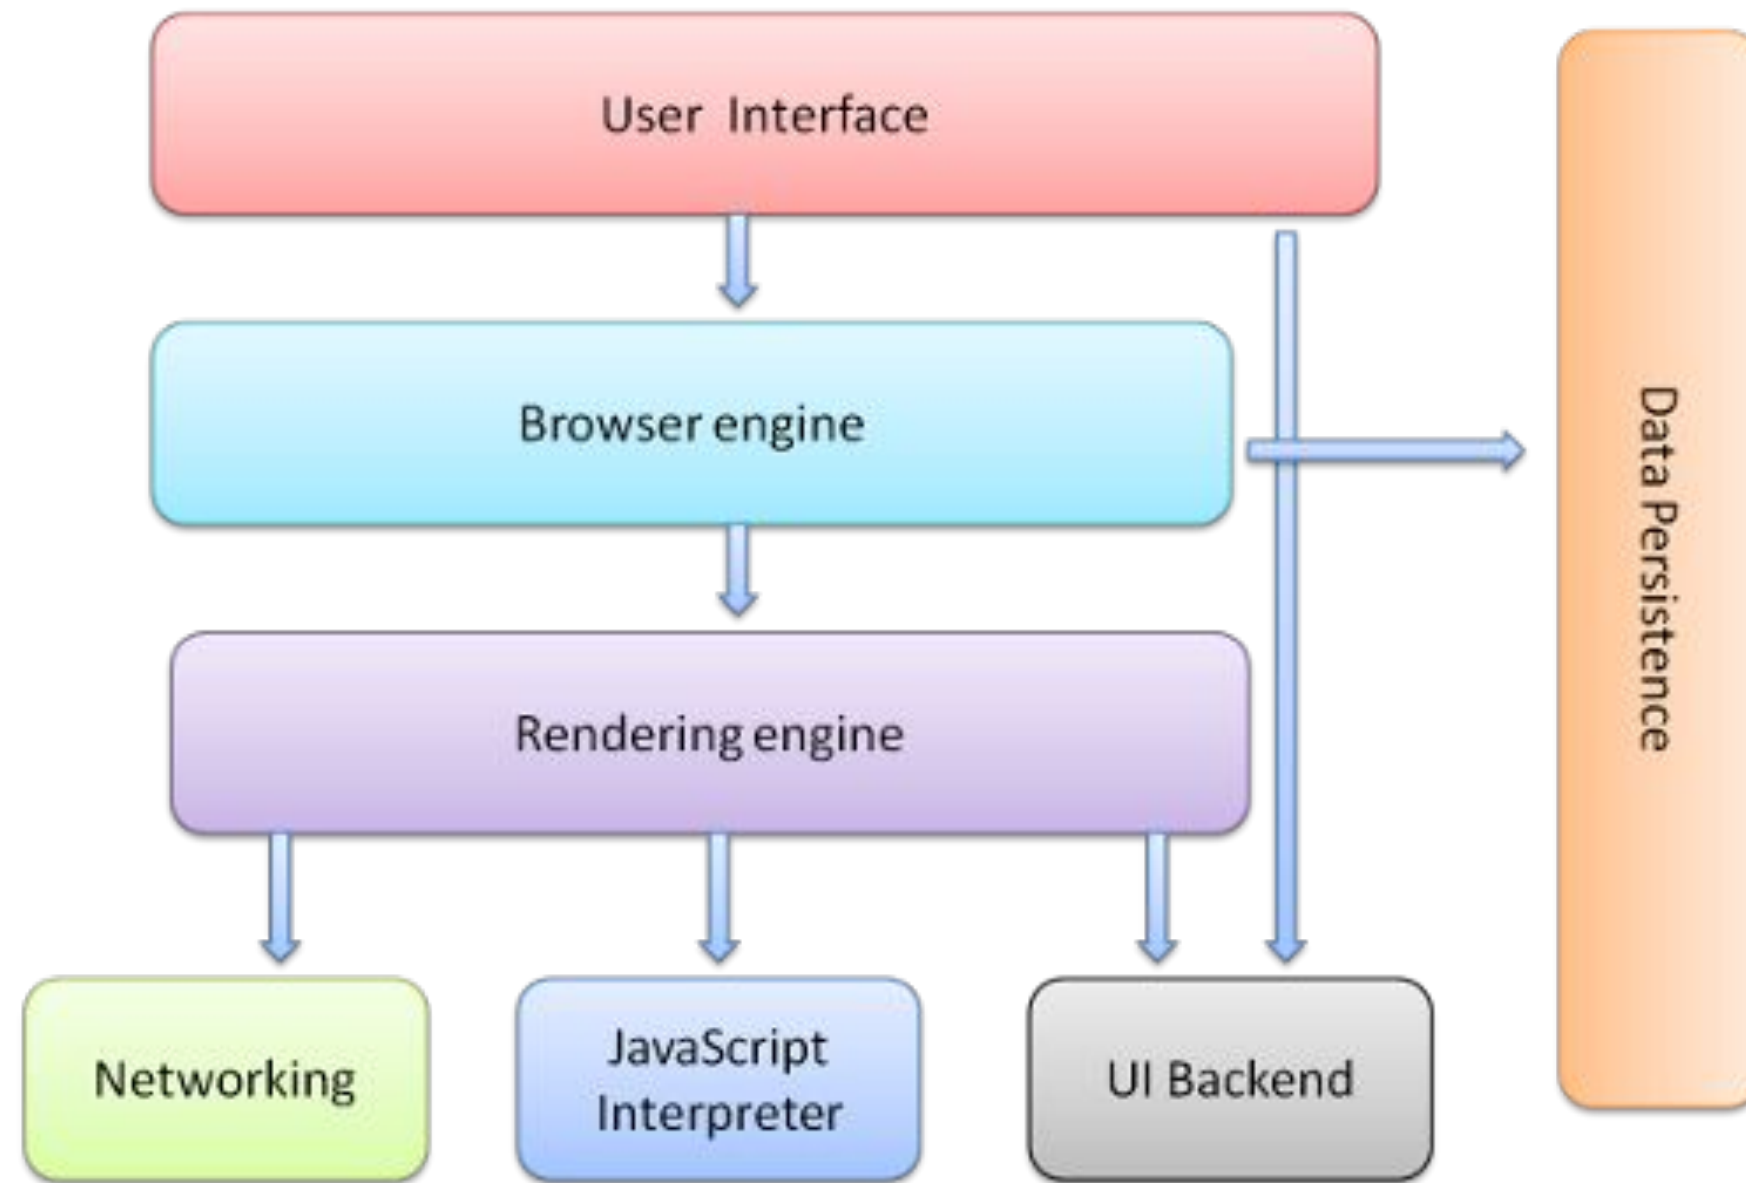 User Interface
Browser engine
Data Persistence
Rendering engine
Networking
JavaScript
Interpreter
UI Backend